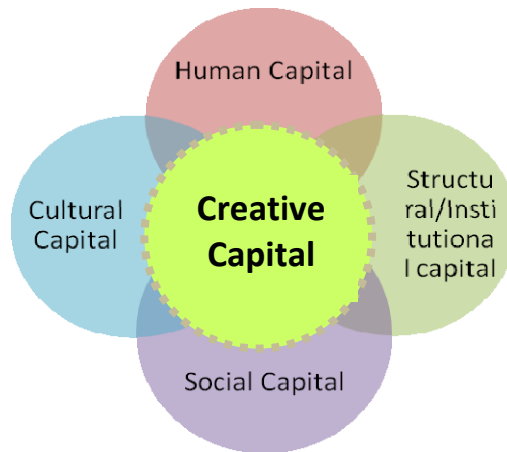 Human Capital
Cultural
Capital
Creative
Capital
Structu
ral/Insti
tutiona
l capital
Social Capital